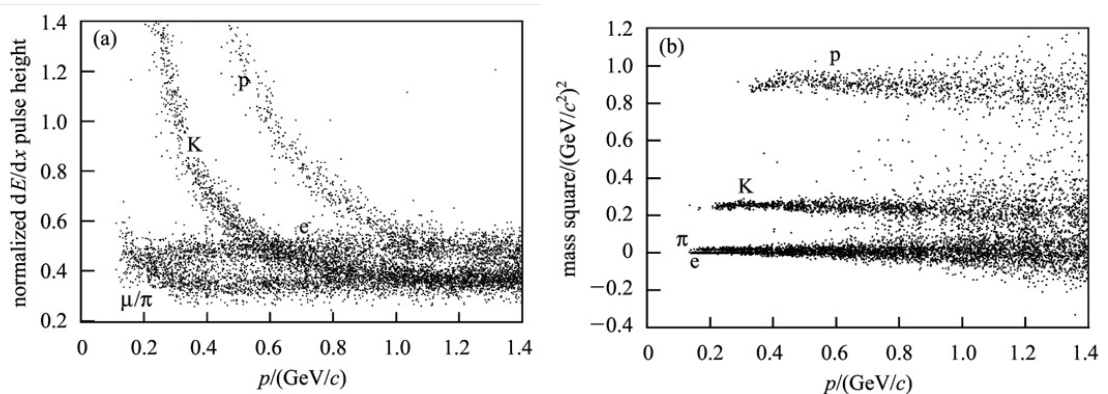 (a)
normalized dE/dx pulse height
1.4
1.2
1.0
0.8
0.6
0.4
0.2
p
K
e
μ/π
0 0.2 0.4 0.6 0.8 1.0 1.2 1.4
p/(GeV/c)
(b)
mass square/(GeV/c²)²
1.2
1.0
0.8
0.6
0.4
0.2
0
−0.2
−0.4
p
K
π
e
0 0.2 0.4 0.6 0.8 1.0 1.2 1.4
p/(GeV/c)